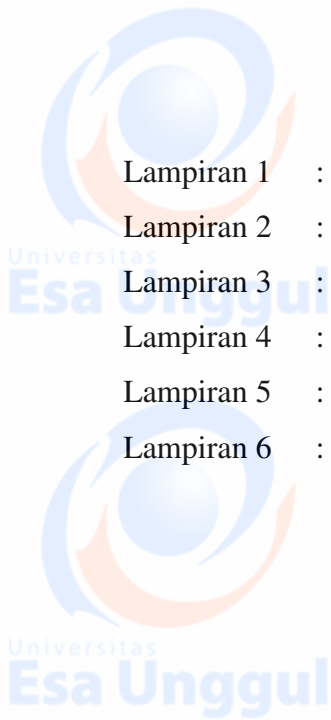 Lampiran 1 :
Lampiran 2 :
Universitas
Esa Unggul
Lampiran 3 :
Lampiran 4 :
Lampiran 5 :
Lampiran 6 :
Universitas
Esa Unggul